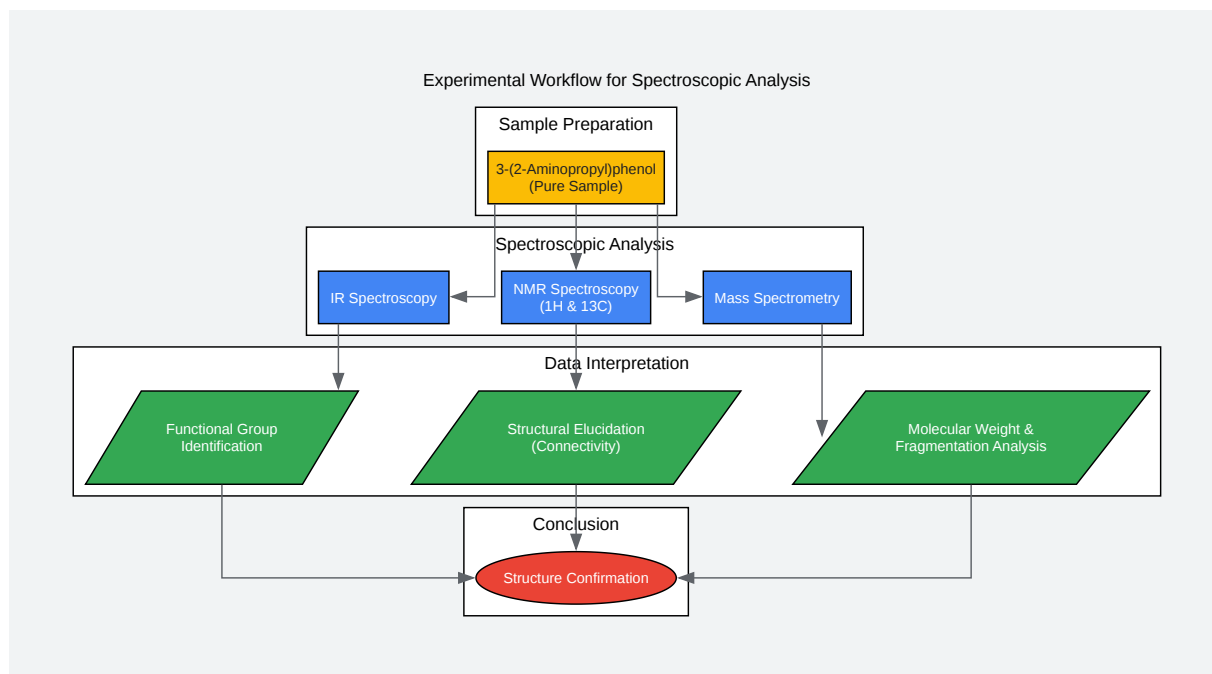 Experimental Workflow for Spectroscopic Analysis
Sample Preparation
3-(2-Aminopropyl)phenol
(Pure Sample)
Spectroscopic Analysis
IR Spectroscopy
NMR Spectroscopy
(1H & 13C)
Mass Spectrometry
Data Interpretation
Functional Group
Identification
Structural Elucidation
(Connectivity)
Molecular Weight &
Fragmentation Analysis
Conclusion
Structure Confirmation